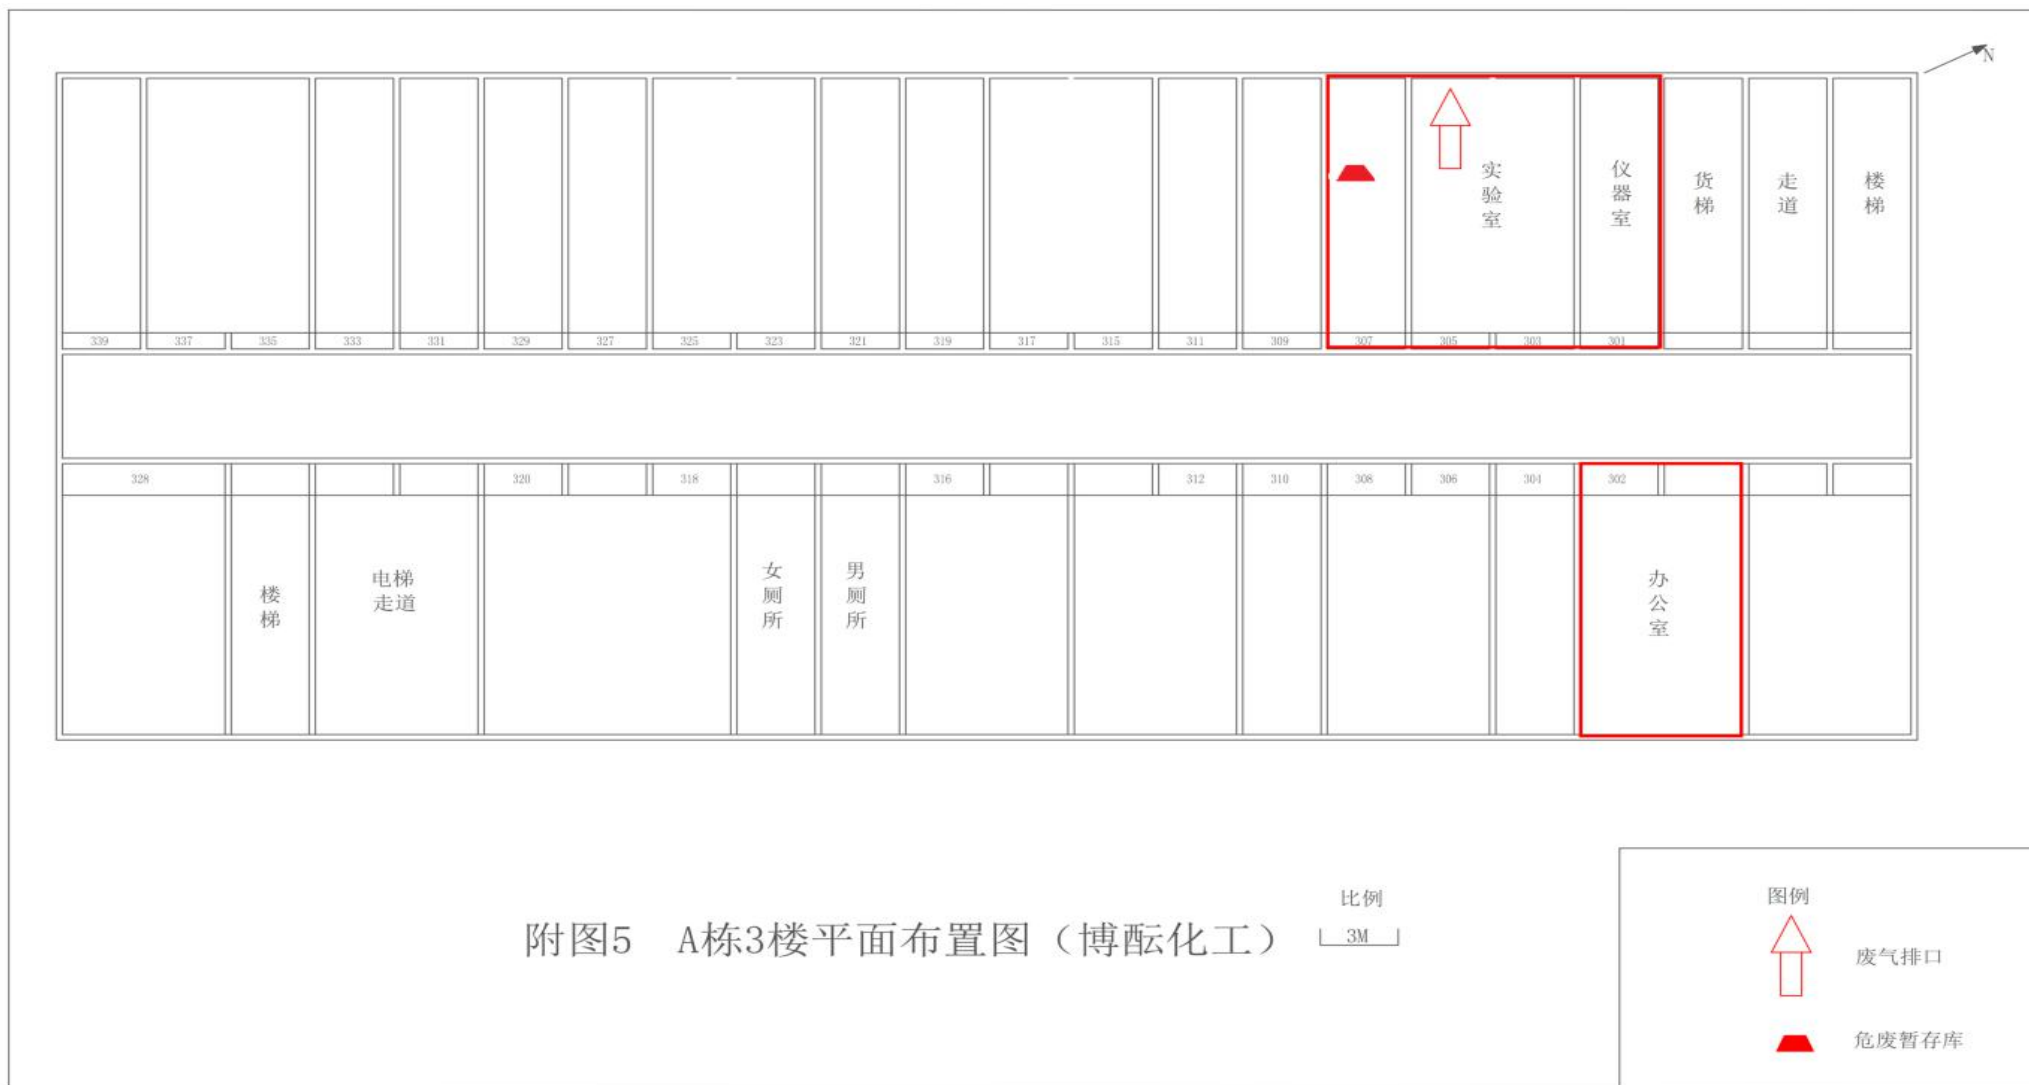 N
实验室
仪器室
货梯
走道
楼梯
339 337 335 333 331 329 327 325 323 321 319 317 315 311 309 307 305 303 301
328 320 318 316 312 310 308 306 304 302
楼梯
电梯
走道
女厕所
男厕所
办公室
比例
3M
附图5 A栋3楼平面布置图（博酝化工）
图例
废气排口
危废暂存库